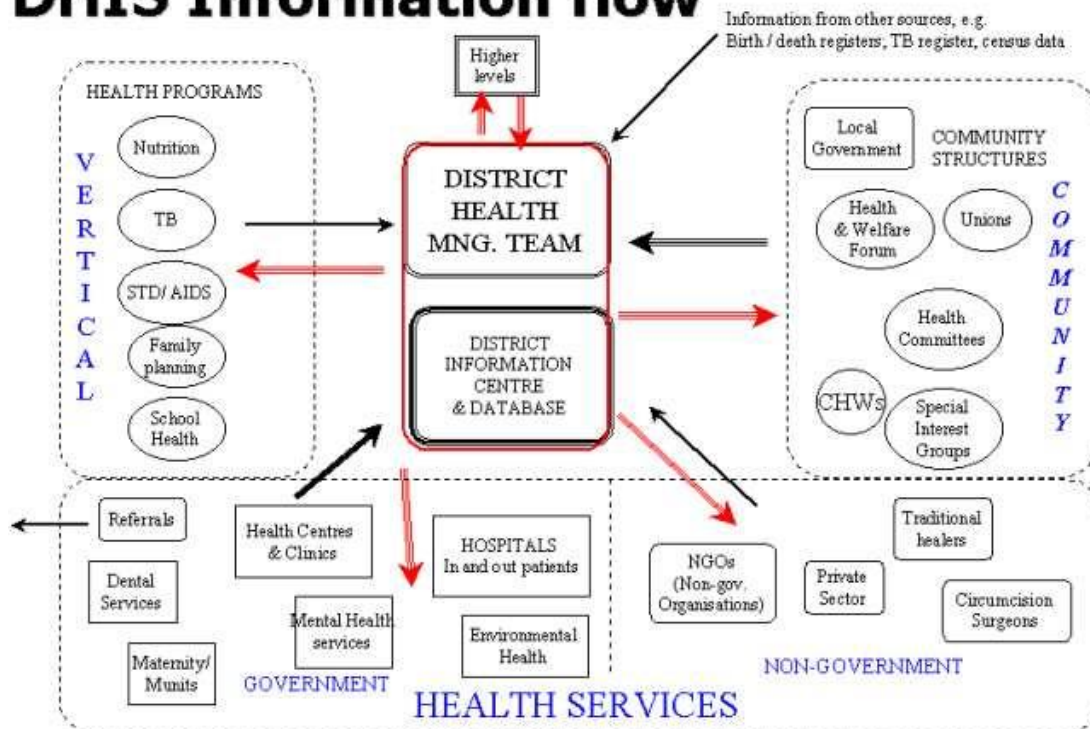 DHIS Information flow
Information from other sources, e.g.
Birth / death registers, TB register, census data
Higher
levels
HEALTH PROGRAMS
VERTICAL
Nutrition
TB
STD/ AIDS
Family
planning
School
Health
DISTRICT
HEALTH
MNG. TEAM
DISTRICT
INFORMATION
CENTRE
& DATABASE
Local
Government
COMMUNITY
STRUCTURES
COMMUNITY
Health
& Welfare
Forum
Unions
Health
Committees
CHWs
Special
Interest
Groups
Referrals
Health Centres
& Clinics
HOSPITALS
In and out patients
Dental
Services
Mental Health
services
Environmental
Health
Maternity/
Munits
GOVERNMENT
NGOs
(Non-gov.
Organisations)
Private
Sector
Traditional
healers
Circumcision
Surgeons
NON-GOVERNMENT
HEALTH SERVICES